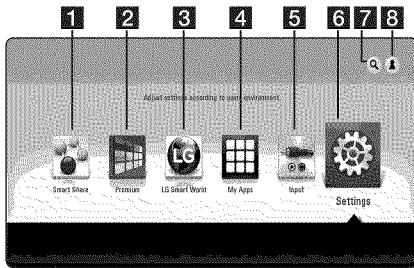 1 2 3 4 5 6 7 8
Adjust settings according to user environment.
LG
Smart Share Premium LG Smart World My Apps Input Settings